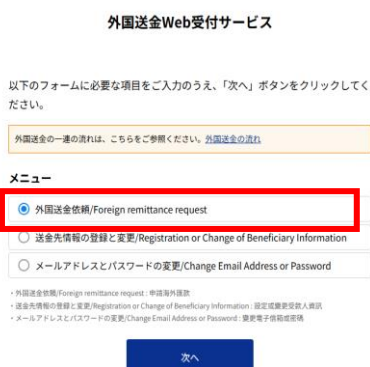 外国送金Web受付サービス
以下のフォームに必要な項目をご入力のうえ、「次へ」ボタンをクリックしてく
ださい。
外国送金の一連の流れは、こちらをご参照ください。外国送金の流れ
メニュー
外国送金依頼/Foreign remittance request
送金先情報の登録と変更/Registration or Change of Beneficiary Information
メールアドレスとパスワードの変更/Change Email Address or Password
・外国送金依頼/Foreign remittance request : 申請海外匯款
・送金先情報の登録と変更/Registration or Change of Beneficiary Information : 設定或變更受款人資訊
・メールアドレスとパスワードの変更/Change Email Address or Password : 變更電子信箱或密碼
次へ